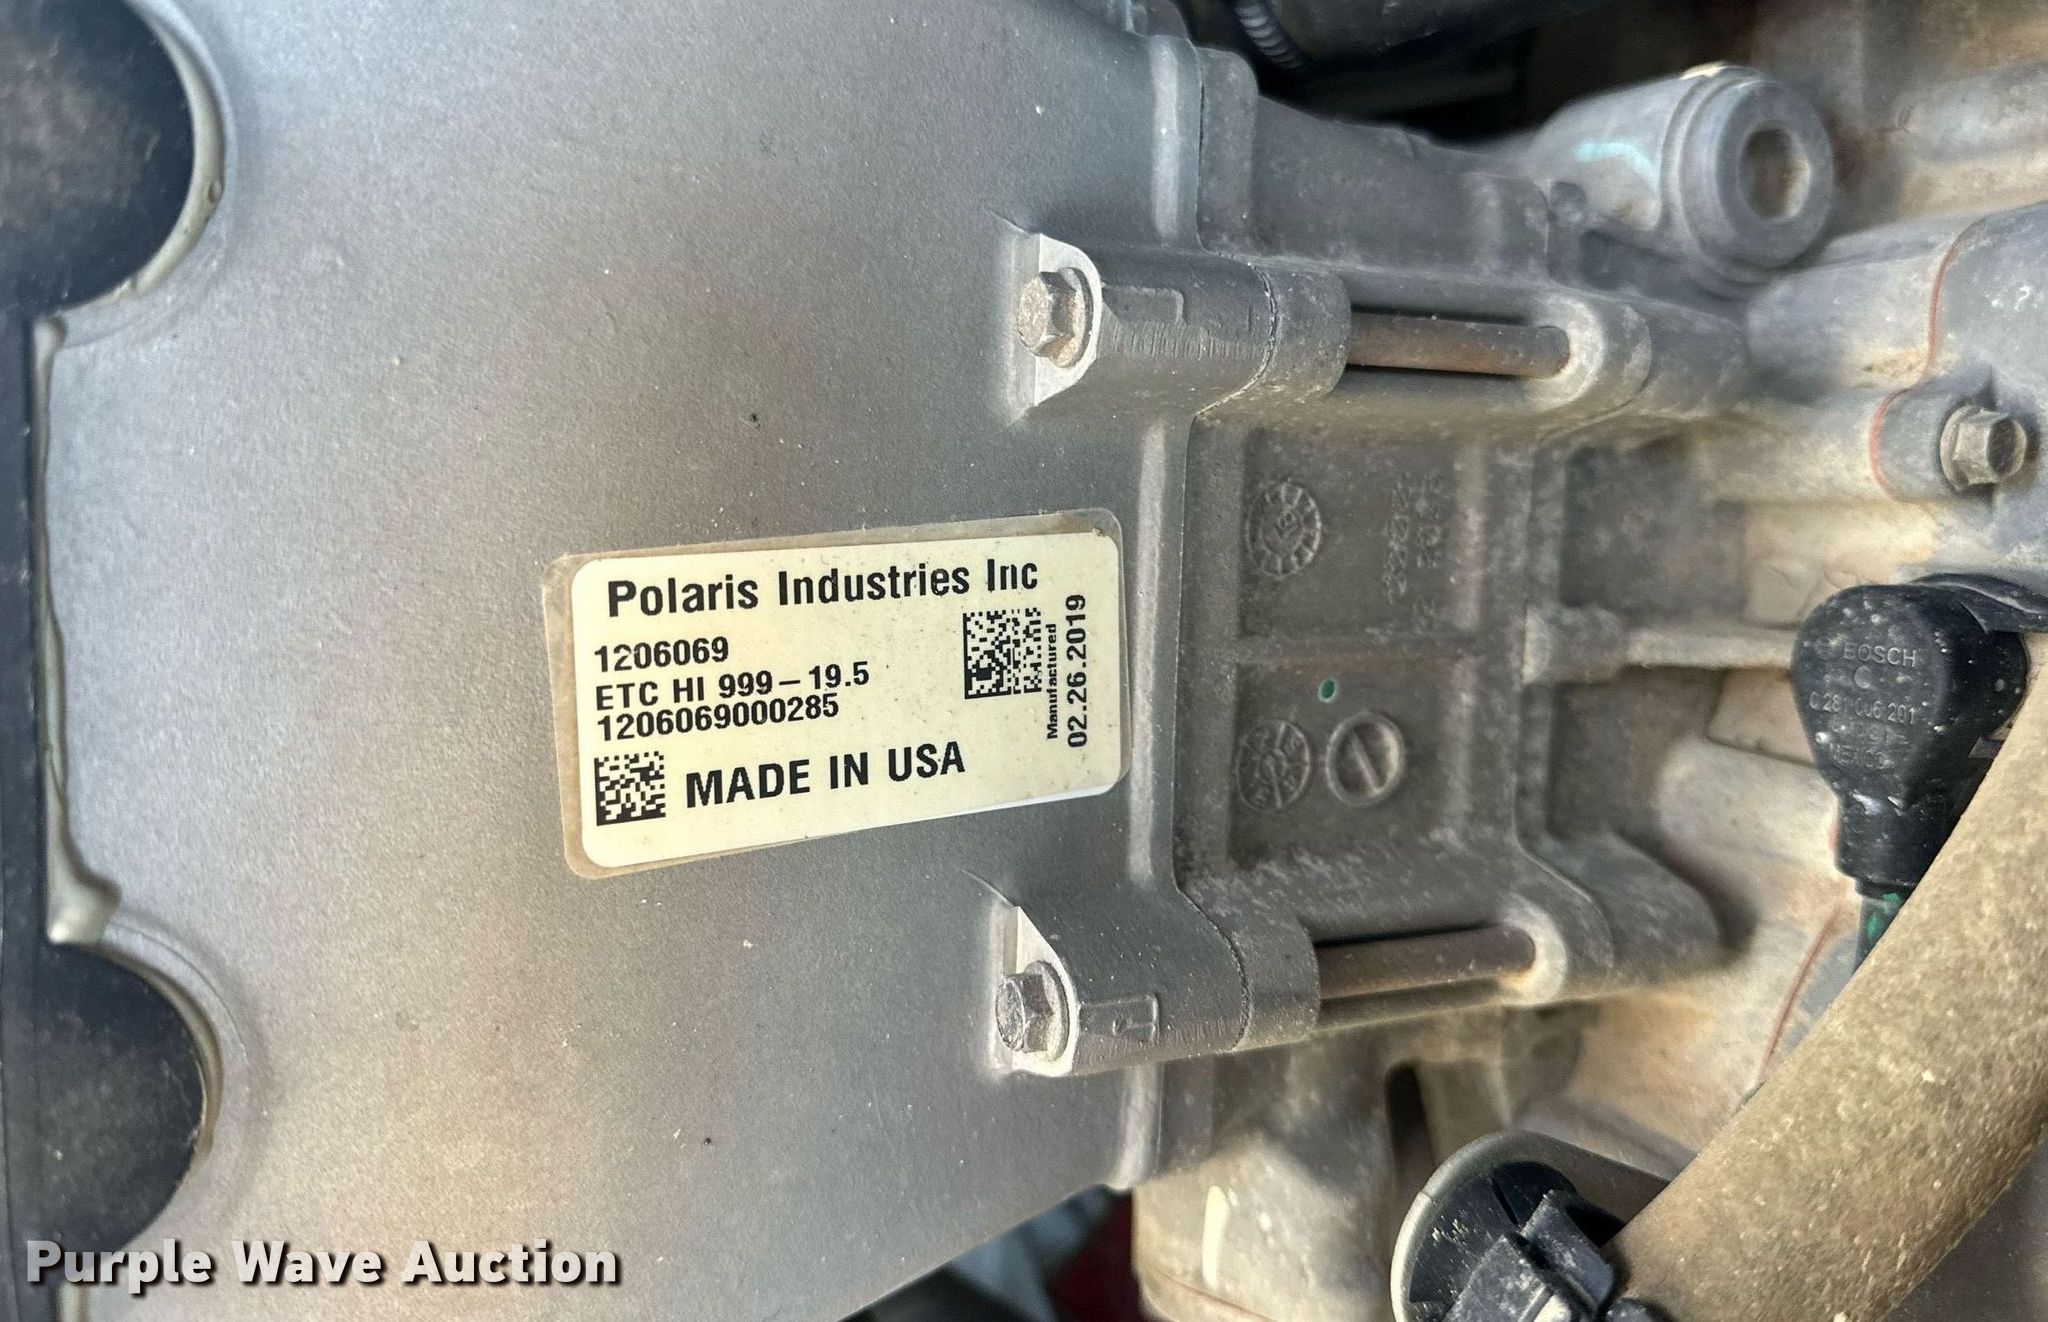 Polaris Industries Inc
1206069
ETC HI 999-19.5
1206069000285
MADE IN USA
Manufactured
02.26.2019
BOSCH
Purple Wave Auction